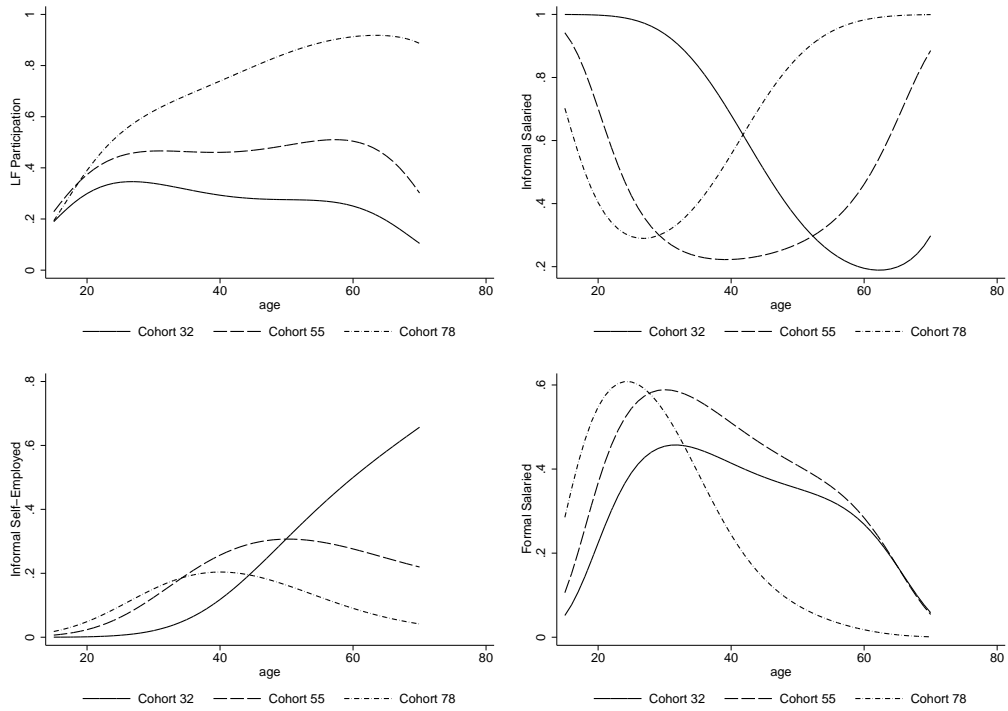 LF Participation
0 .2 .4 .6 .8 1
20 40 60 80
age
Cohort 32 Cohort 55 Cohort 78
Informal Salaried
.2 .4 .6 .8 1
20 40 60 80
age
Cohort 32 Cohort 55 Cohort 78
Informal Self−Employed
0 .2 .4 .6 .8
20 40 60 80
age
Cohort 32 Cohort 55 Cohort 78
Formal Salaried
0 .2 .4 .6
20 40 60 80
age
Cohort 32 Cohort 55 Cohort 78